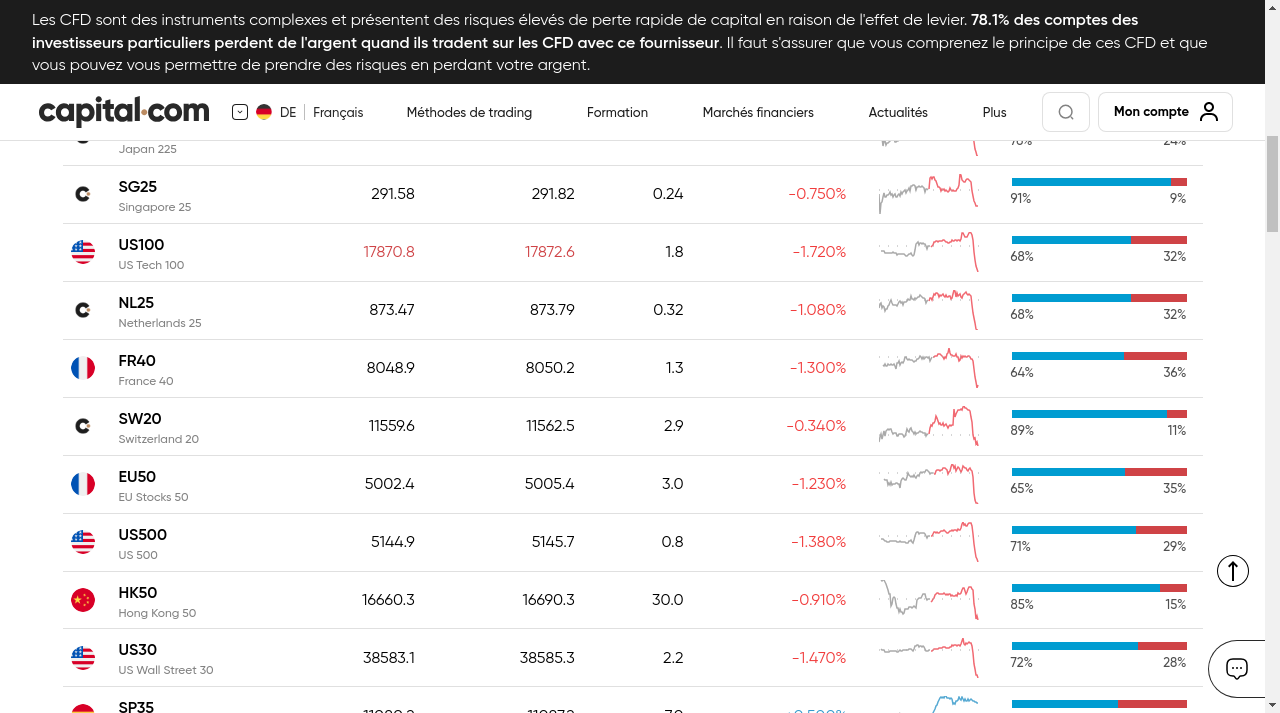 Les CFD sont des instruments complexes et présentent des risques élevés de perte rapide de capital en raison de l'effet de levier. 78.1% des comptes des
investisseurs particuliers perdent de l'argent quand ils tradent sur les CFD avec ce fournisseur. Il faut s'assurer que vous comprenez le principe de ces CFD et que
vous pouvez vous permettre de prendre des risques en perdant votre argent.
capital.com DE Français Méthodes de trading Formation Marchés financiers Actualités Plus Mon compte
Japan 225
SG25 291.58 291.82 0.24 -0.750%
Singapore 25 91% 9%
US100 17870.8 17872.6 1.8 -1.720%
US Tech 100 68% 32%
NL25 873.47 873.79 0.32 -1.080%
Netherlands 25 68% 32%
FR40 8048.9 8050.2 1.3 -1.300%
France 40 64% 36%
SW20 11559.6 11562.5 2.9 -0.340%
Switzerland 20 89% 11%
EU50 5002.4 5005.4 3.0 -1.230%
EU Stocks 50 65% 35%
US500 5144.9 5145.7 0.8 -1.380%
US 500 71% 29%
HK50 16660.3 16690.3 30.0 -0.910%
Hong Kong 50 85% 15%
US30 38583.1 38585.3 2.2 -1.470%
US Wall Street 30 72% 28%
SP35